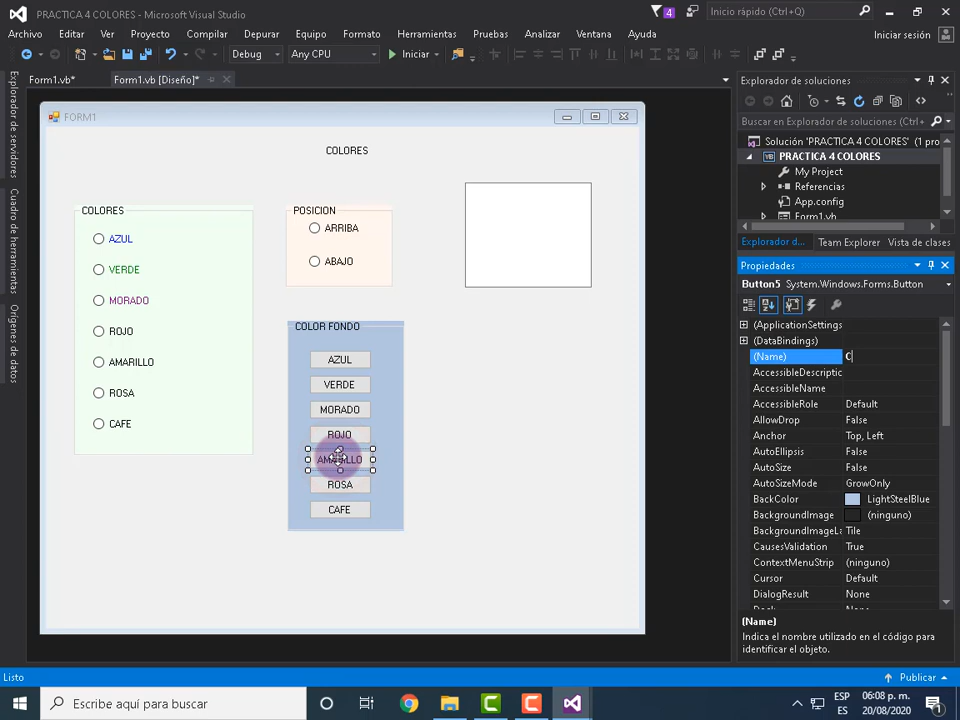 PRACTICA 4 COLORES - Microsoft Visual Studio
4
Inicio rápido (Ctrl+Q)
Archivo Editar Ver Proyecto Compilar Depurar Equipo Formato Herramientas Pruebas Analizar Ventana Ayuda
Iniciar sesión
Debug Any CPU Iniciar
Form1.vb* Form1.vb [Diseño]*
Explorador de servidores
Cuadro de herramientas
Orígenes de datos
FORM1
COLORES
COLORES
AZUL
VERDE
MORADO
ROJO
AMARILLO
ROSA
CAFE
POSICION
ARRIBA
ABAJO
COLOR FONDO
AZUL
VERDE
MORADO
ROJO
AMARILLO
ROSA
CAFE
Explorador de soluciones
Buscar en Explorador de soluciones (Ctrl+
Solución 'PRACTICA 4 COLORES' (1 pro
VB PRACTICA 4 COLORES
My Project
Referencias
App.config
Form1.vb
Explorador d... Team Explorer Vista de clases
Propiedades
Button5 System.Windows.Forms.Button
(ApplicationSettings
(DataBindings)
(Name) C
AccessibleDescriptic
AccessibleName
AccessibleRole Default
AllowDrop False
Anchor Top, Left
AutoEllipsis False
AutoSize False
AutoSizeMode GrowOnly
BackColor LightSteelBlue
BackgroundImage (ninguno)
BackgroundImageLa Tile
CausesValidation True
ContextMenuStrip (ninguno)
Cursor Default
DialogResult None
(Name)
Indica el nombre utilizado en el código para
identificar el objeto.
Listo
Publicar
Escribe aquí para buscar
ESP
ES
06:08 p. m.
20/08/2020
1